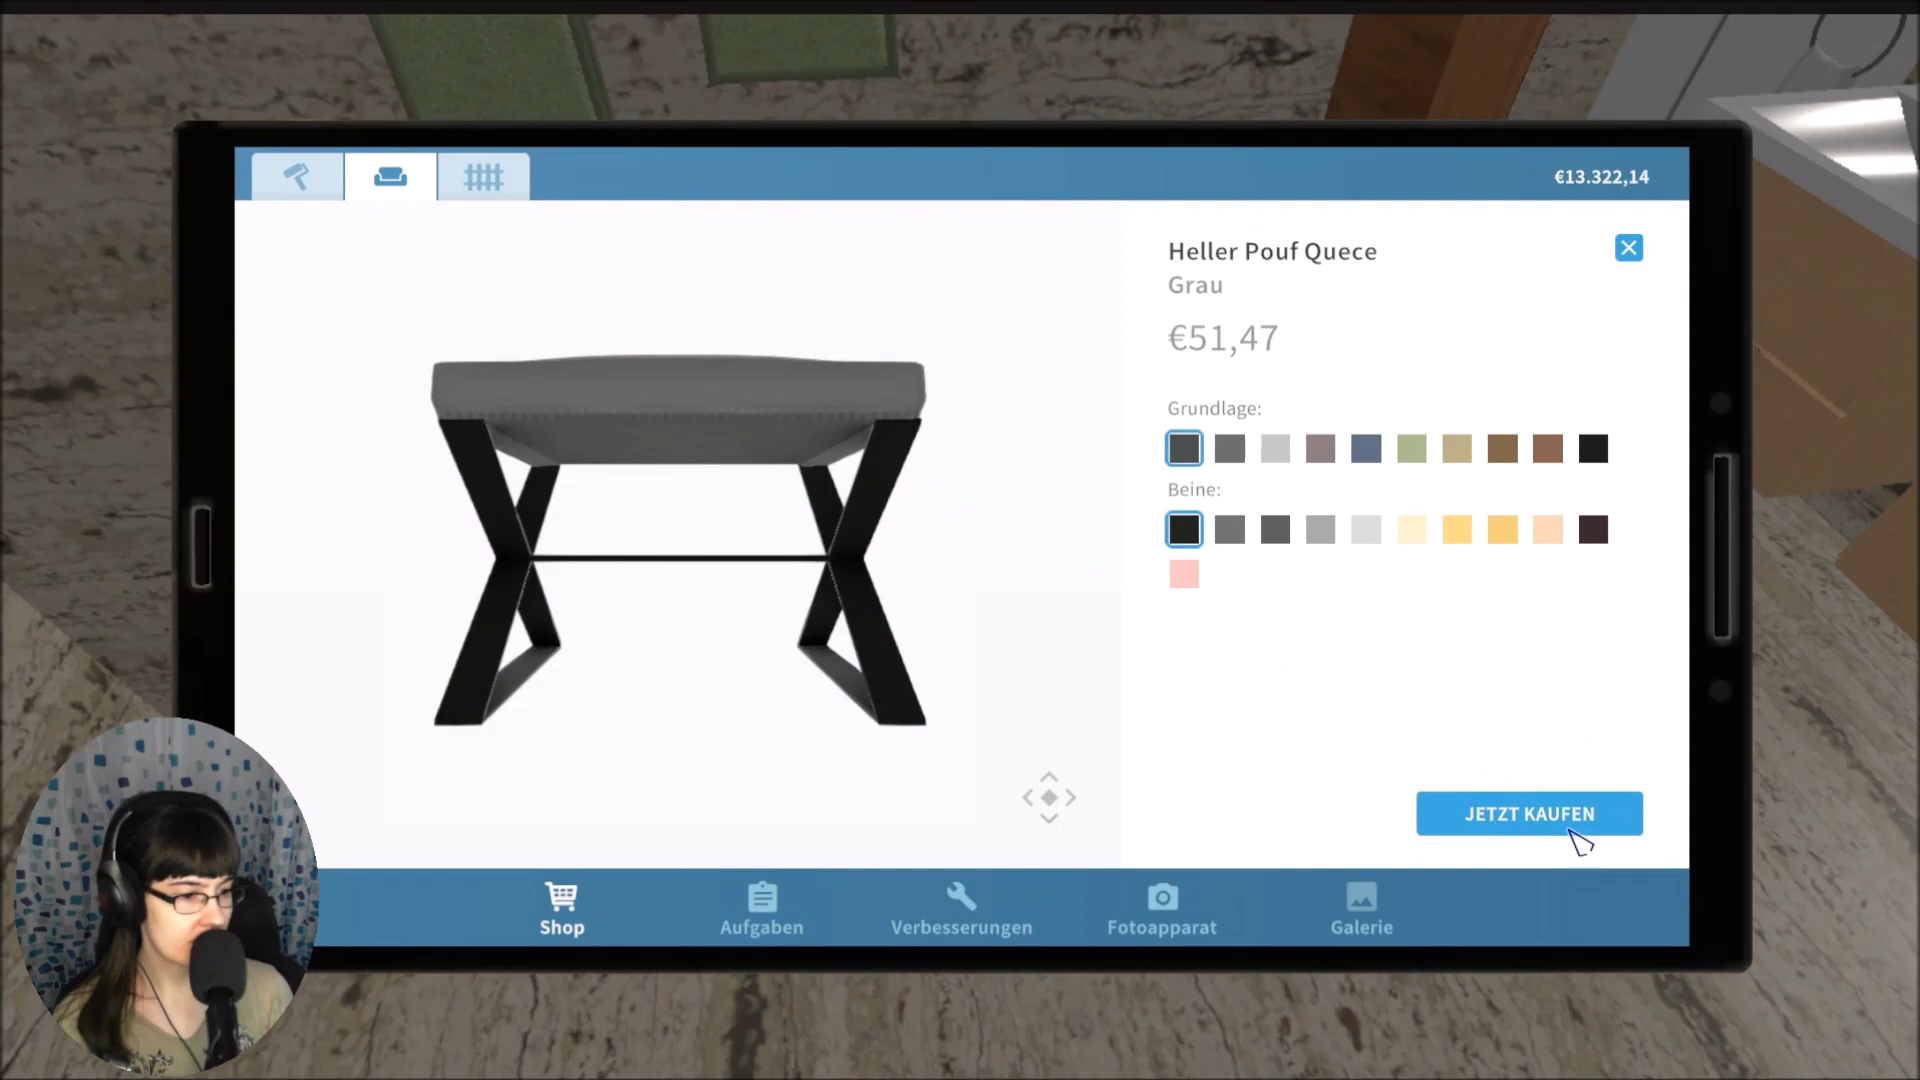 €13.322,14
Heller Pouf Quece
Grau
€51,47
Grundlage:
Beine:
JETZT KAUFEN
Shop
Aufgaben
Verbesserungen
Fotoapparat
Galerie